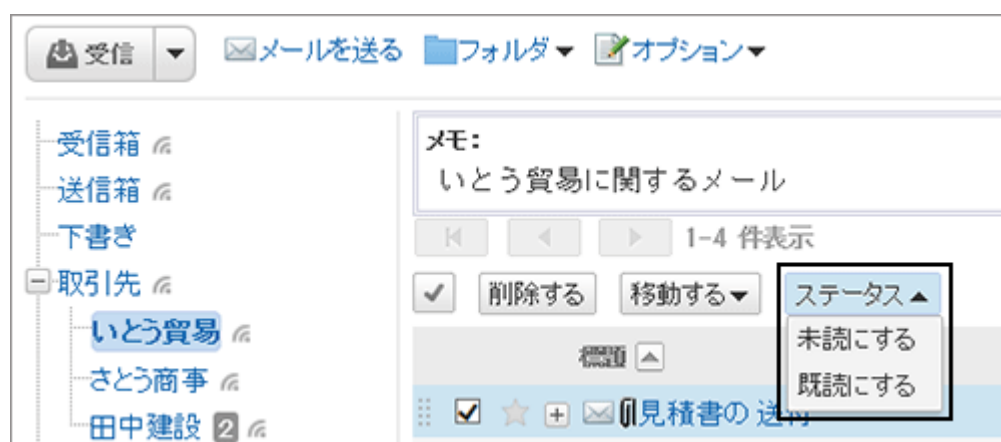 受信 メールを送る フォルダ オプション
受信箱
送信箱
下書き
取引先
いとう貿易
さとう商事
田中建設 2
メモ:
いとう貿易に関するメール
1-4 件表示
削除する 移動する ステータス
未読にする
既読にする
標題
見積書の 送付